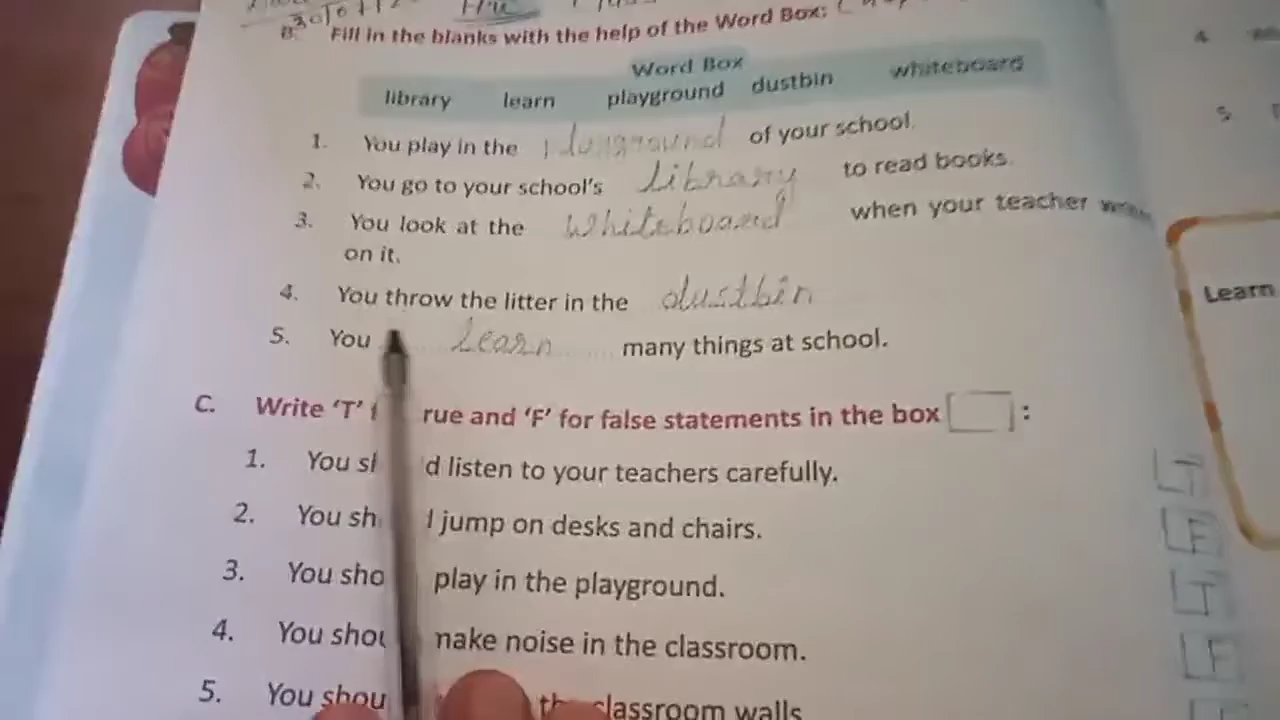 B. Fill in the blanks with the help of the Word Box:
Word Box
library learn playground dustbin whiteboard
1. You play in the playground of your school.
2. You go to your school's library to read books.
3. You look at the whiteboard when your teacher
on it.
4. You throw the litter in the dustbin
5. You learn many things at school.
C. Write 'T' rue and 'F' for false statements in the box :
1. You sh d listen to your teachers carefully. T
2. You sh jump on desks and chairs. F
3. You sho play in the playground. T
4. You shou make noise in the classroom. F
5. You shou the classroom walls
4.
5.
Learn